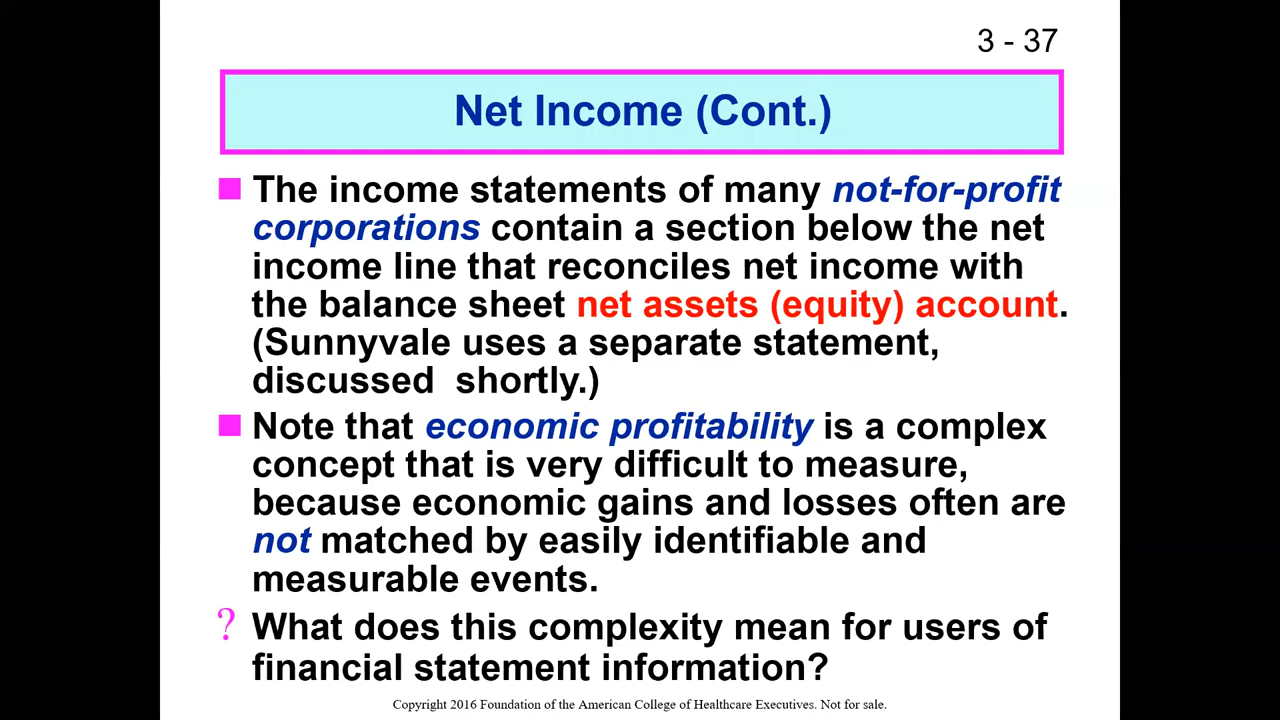 3 - 37
Net Income (Cont.)
The income statements of many not-for-profit
corporations contain a section below the net
income line that reconciles net income with
the balance sheet net assets (equity) account.
(Sunnyvale uses a separate statement,
discussed  shortly.)
Note that economic profitability is a complex
concept that is very difficult to measure,
because economic gains and losses often are
not matched by easily identifiable and
measurable events.
? What does this complexity mean for users of
financial statement information?
Copyright 2016 Foundation of the American College of Healthcare Executives. Not for sale.